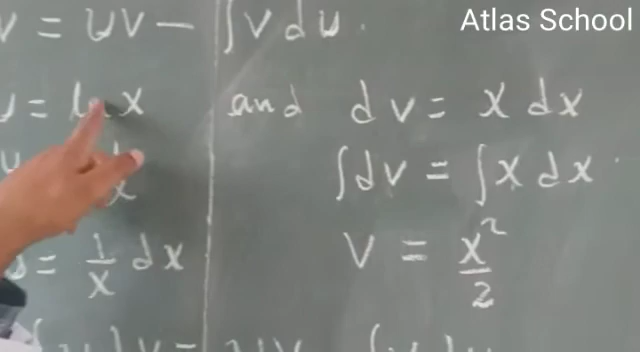 Atlas School
v = uv - ∫v du.
= ln x and dv = x dx
∫dv = ∫x dx
= 1/x dx v = x²/2